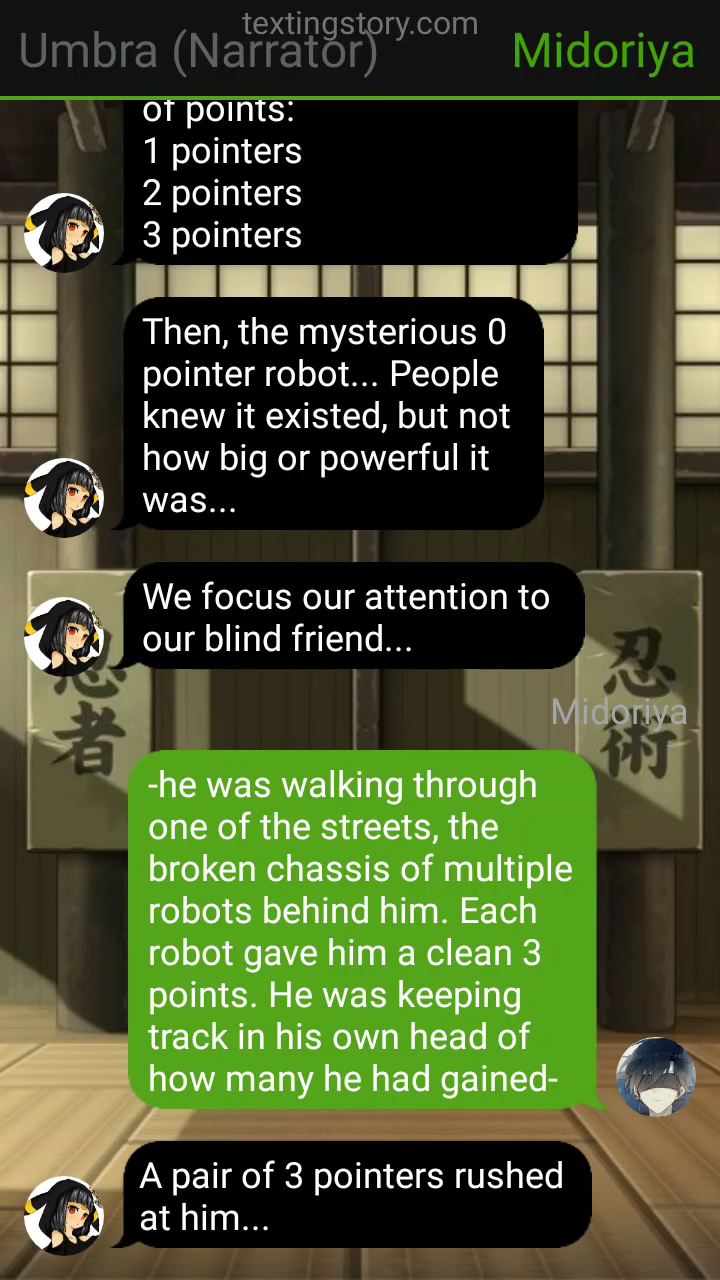 textingstory.com
Umbra (Narrator)
Midoriya
of points:
1 pointers
2 pointers
3 pointers
Then, the mysterious 0
pointer robot... People
knew it existed, but not
how big or powerful it
was...
We focus our attention to
our blind friend...
忍者
忍術
Midoriya
-he was walking through
one of the streets, the
broken chassis of multiple
robots behind him. Each
robot gave him a clean 3
points. He was keeping
track in his own head of
how many he had gained-
A pair of 3 pointers rushed
at him...